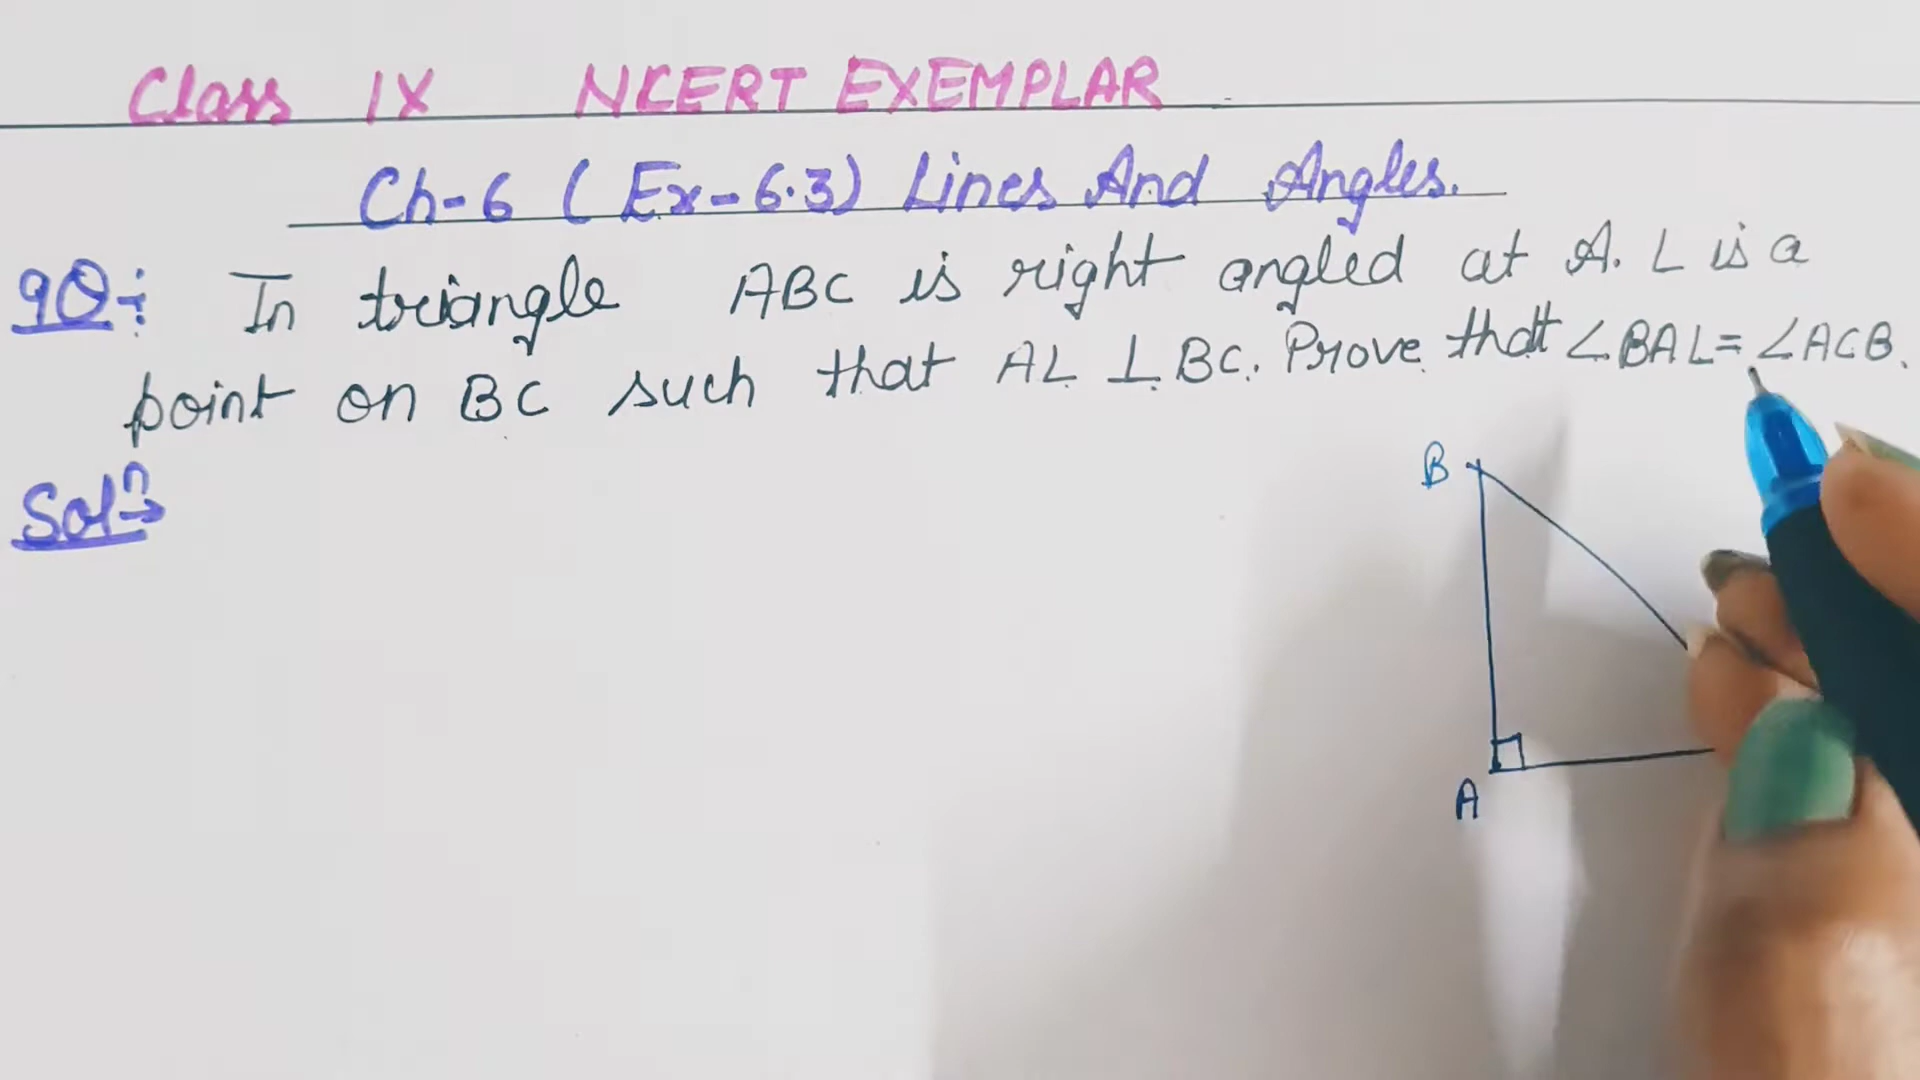 Class IX NCERT EXEMPLAR
Ch-6 (Ex-6.3) Lines And Angles.
9Q:- In triangle ABC is right angled at A. L is a
point on BC such that AL ⊥ BC. Prove that ∠BAL = ∠ACB.
Solⁿ→
B
A